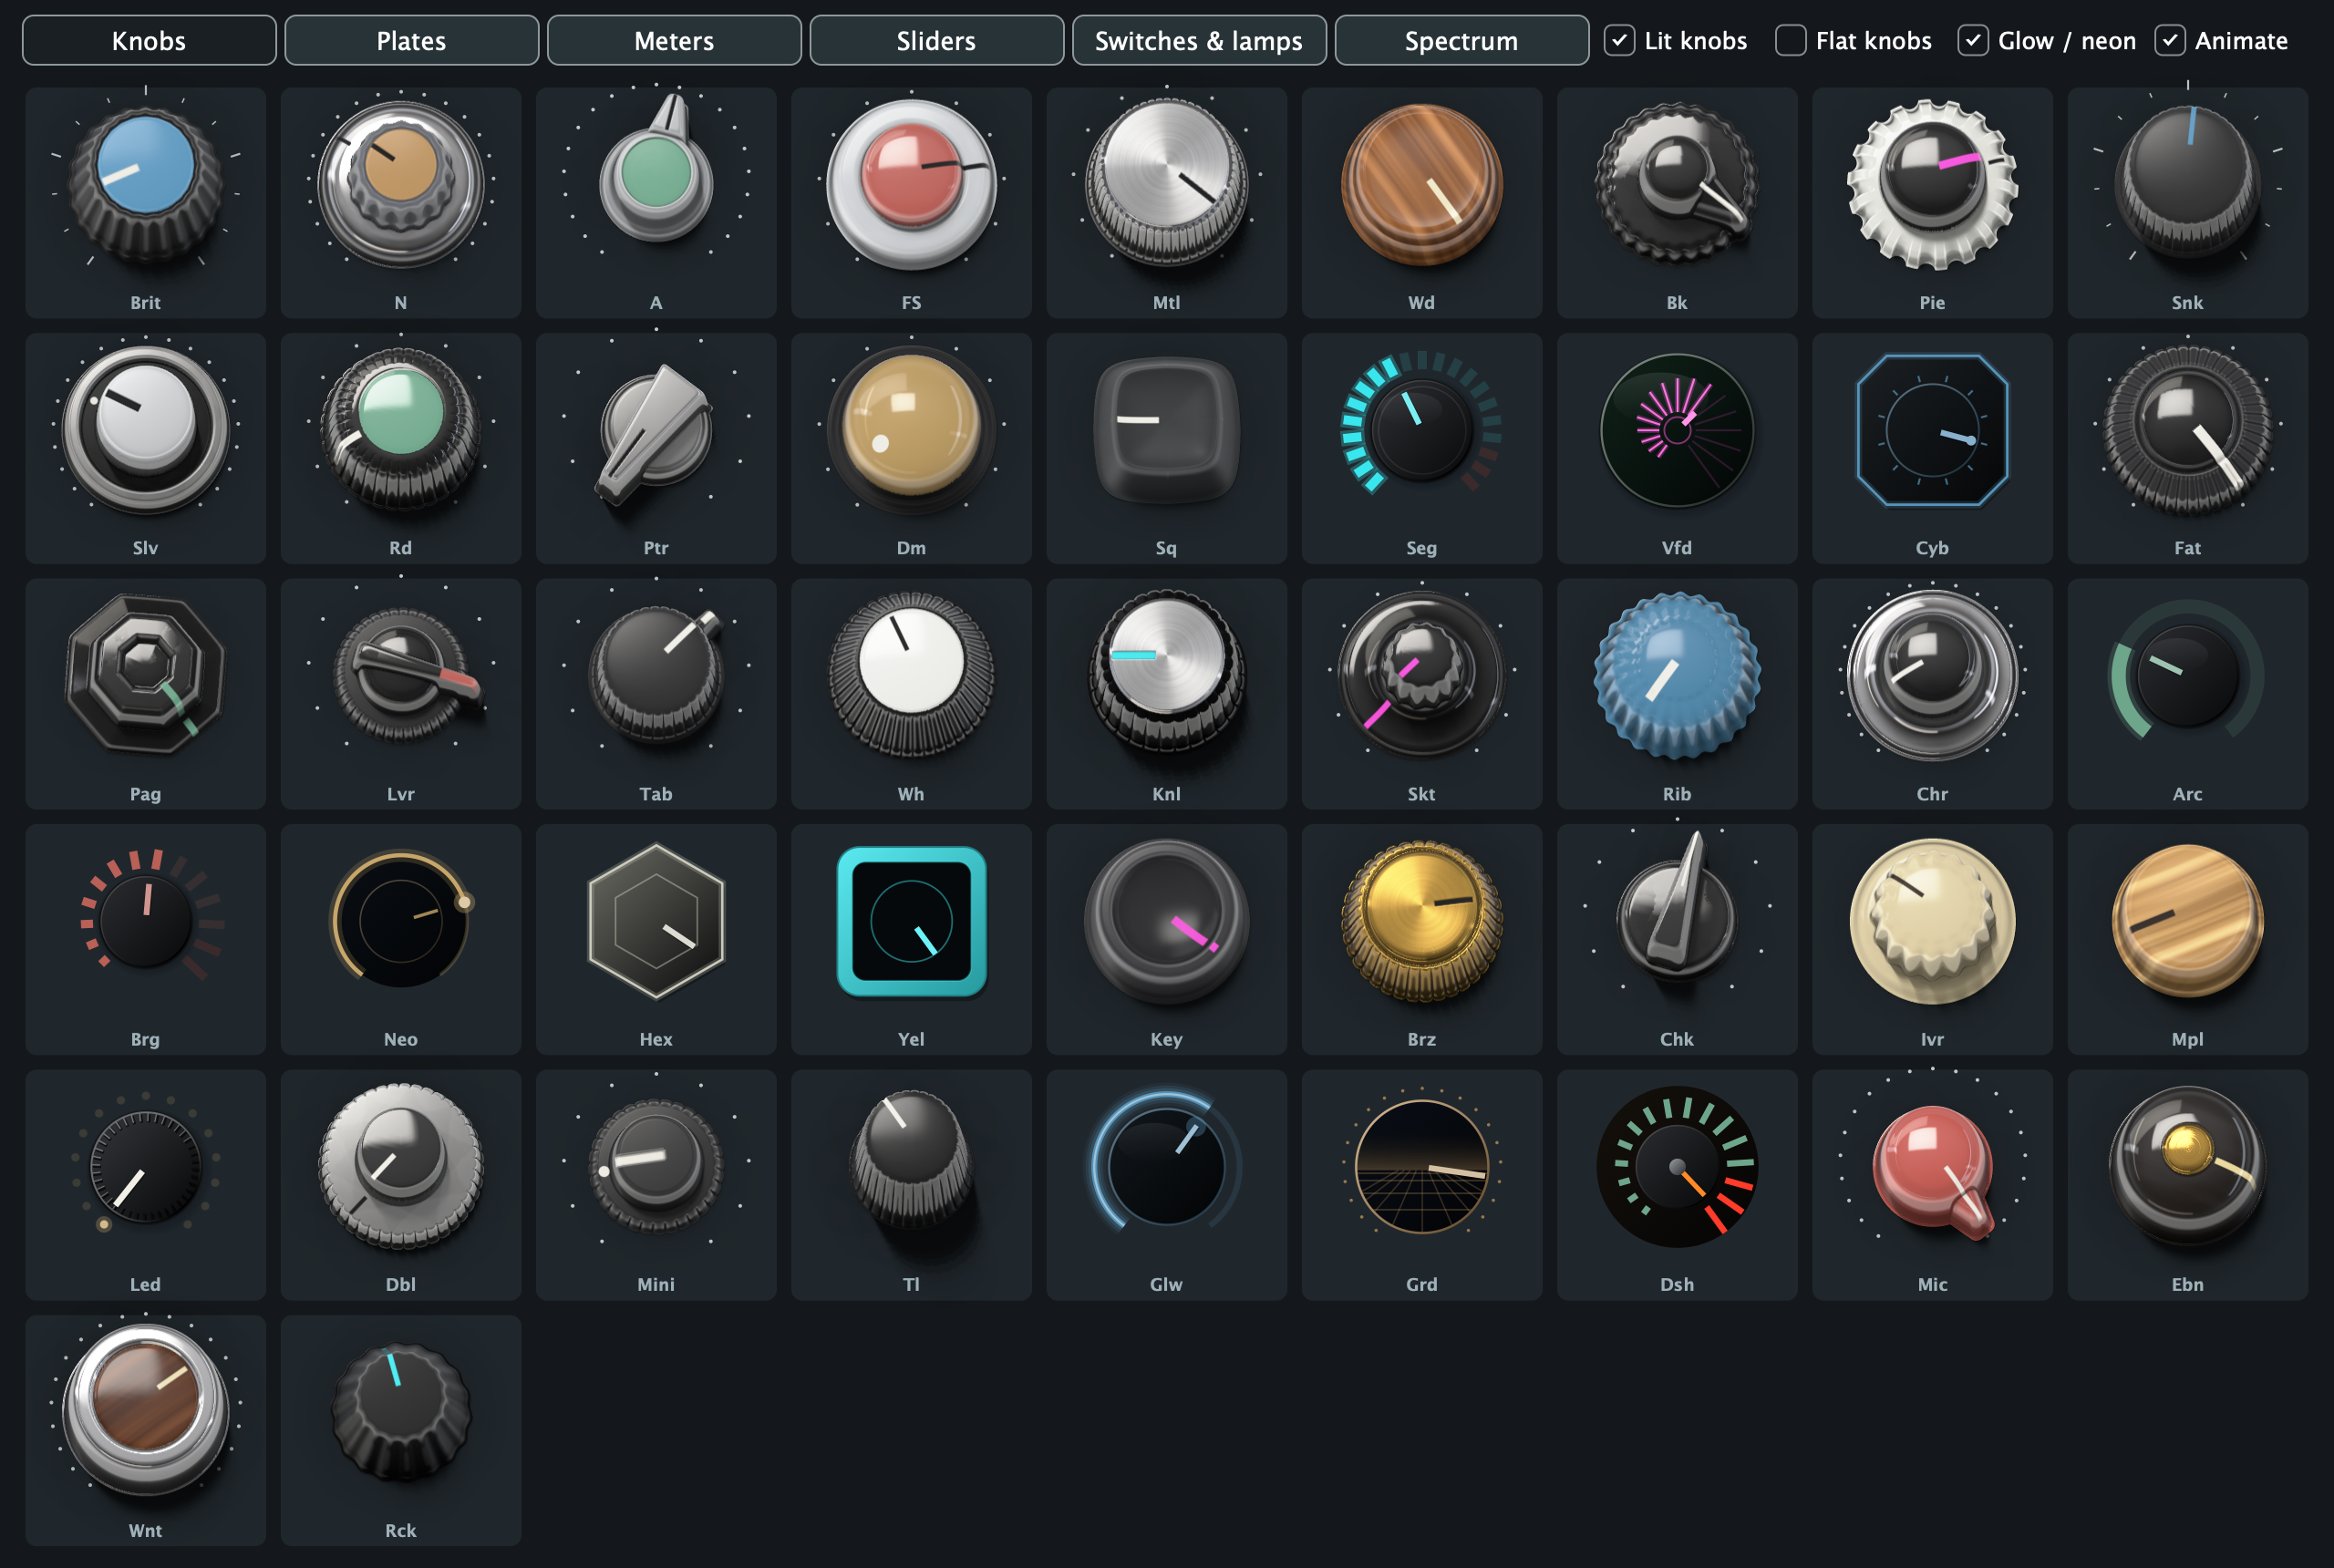 Knobs Plates Meters Sliders Switches & lamps Spectrum Lit knobs Flat knobs Glow / neon Animate
Brit N A FS Mtl Wd Bk Pie Snk
Slv Rd Ptr Dm Sq Seg Vfd Cyb Fat
Pag Lvr Tab Wh Knl Skt Rib Chr Arc
Brg Neo Hex Yel Key Brz Chk Ivr Mpl
Led Dbl Mini Tl Glw Grd Dsh Mic Ebn
Wnt Rck